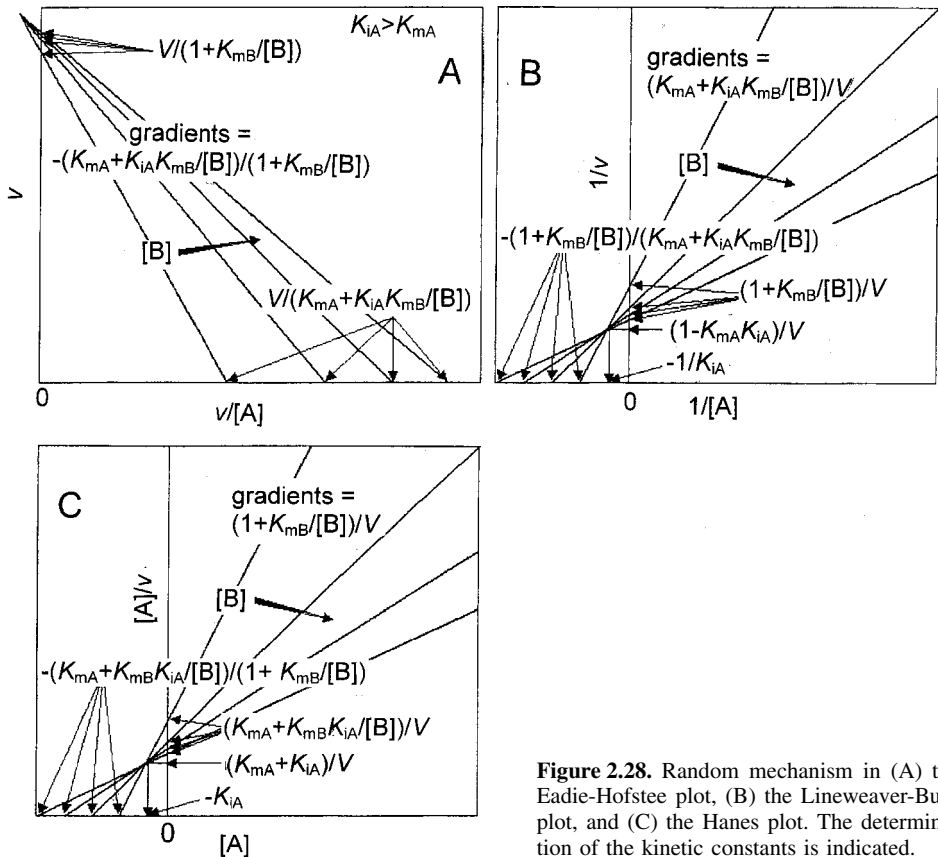 K_iA>K_mA
V/(1+K_mB/[B])
A
gradients =
-(K_mA+K_iAK_mB/[B])/(1+K_mB/[B])
v
[B]
V/(K_mA+K_iAK_mB/[B])
0
v/[A]
B
gradients =
(K_mA+K_iAK_mB/[B])/V
1/v
[B]
-(1+K_mB/[B])/(K_mA+K_iAK_mB/[B])
(1+K_mB/[B])/V
(1-K_mAK_iA)/V
-1/K_iA
0
1/[A]
C
gradients =
(1+K_mB/[B])/V
[A]/v
[B]
-(K_mA+K_mBK_iA/[B])/(1+ K_mB/[B])
(K_mA+K_mBK_iA/[B])/V
(K_mA+K_iA)/V
-K_iA
0
[A]
Figure 2.28. Random mechanism in (A) t
Eadie-Hofstee plot, (B) the Lineweaver-Bu
plot, and (C) the Hanes plot. The determin
tion of the kinetic constants is indicated.